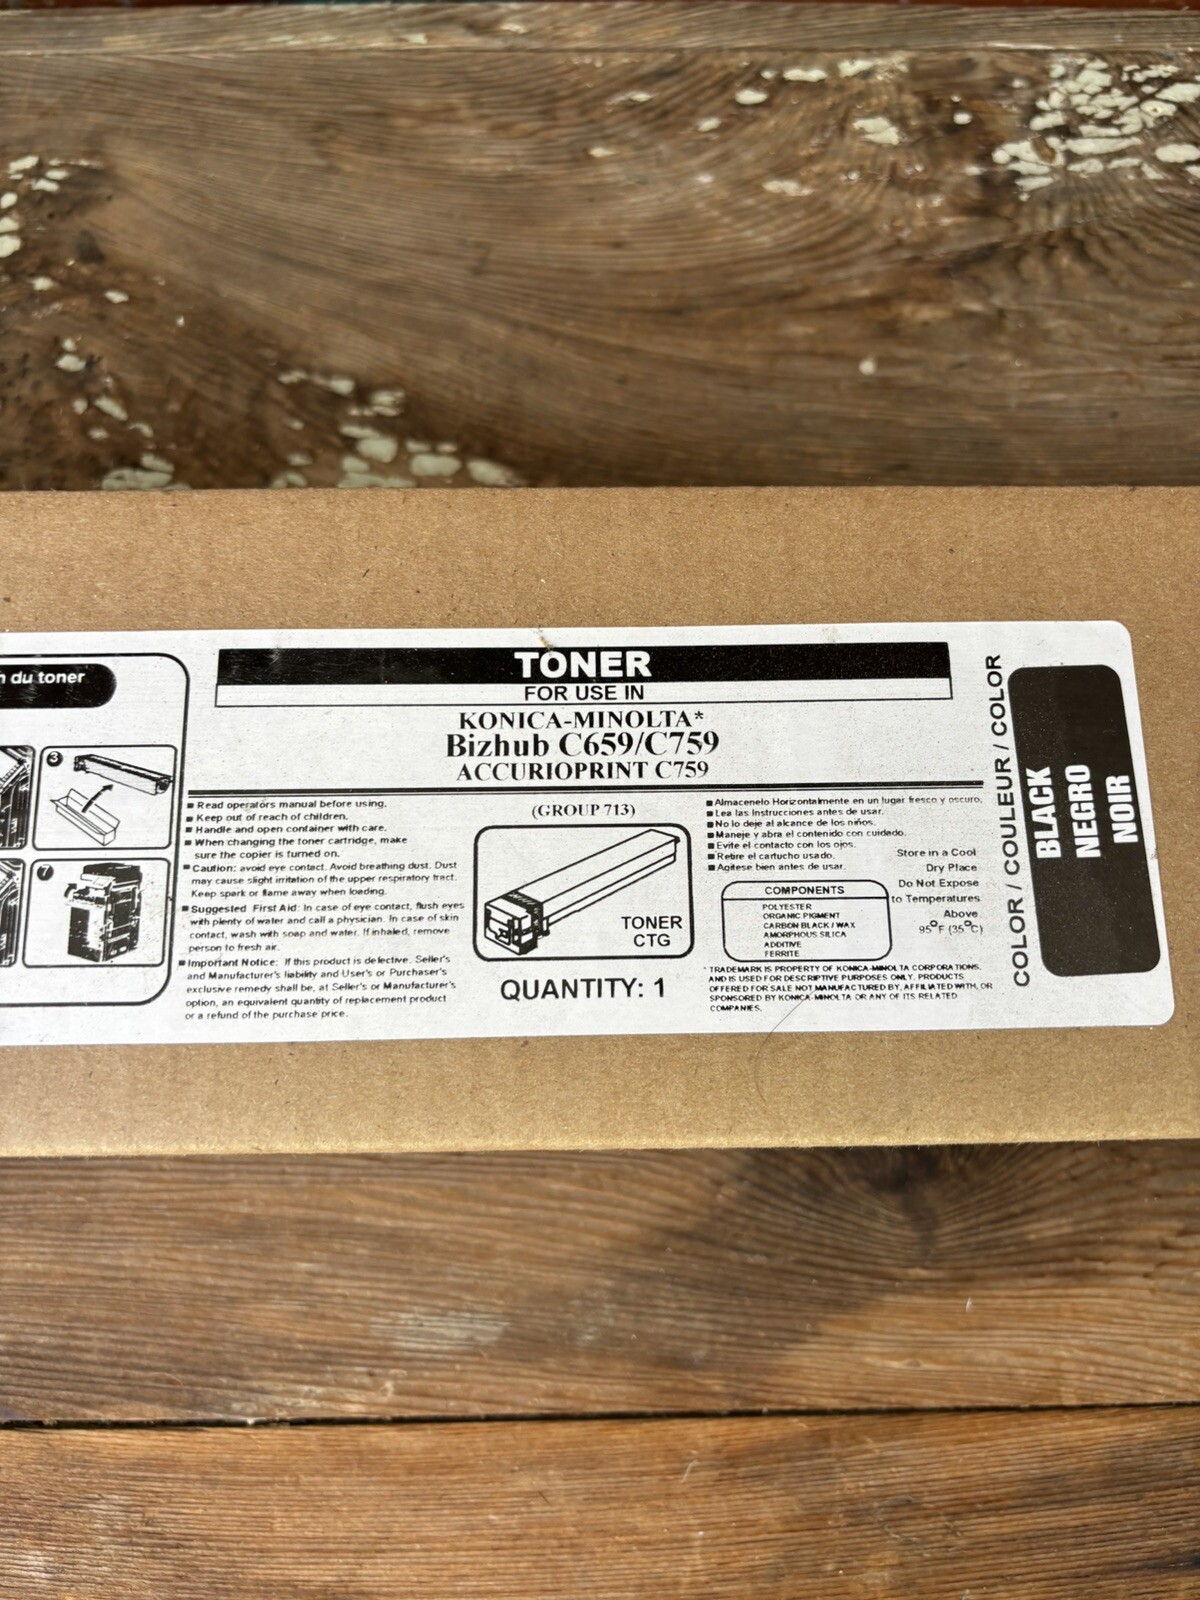 n du toner
3
7
TONER
FOR USE IN
KONICA-MINOLTA*
Bizhub C659/C759
ACCURIOPRINT C759
■ Read operators manual before using.
■ Keep out of reach of children.
■ Handle and open container with care.
■ When changing the toner cartridge, make
sure the copier is turned on.
■ Caution: avoid eye contact. Avoid breathing dust. Dust
may cause slight irritation of the upper respiratory tract.
Keep spark or flame away when loading.
■ Suggested First Aid: In case of eye contact, flush eyes
with plenty of water and call a physician. In case of skin
contact, wash with soap and water. If inhaled, remove
person to fresh air.
■ Important Notice: If this product is defective. Seller's
and Manufacturer's liability and User's or Purchaser's
exclusive remedy shall be, at Seller's or Manufacturer's
option, an equivalent quantity of replacement product
or a refund of the purchase price.
(GROUP 713)
TONER
CTG
QUANTITY: 1
■ Almacenelo Horizontalmente en un lugar fresco y oscuro.
■ Lea las Instrucciones antes de usar.
■ No lo deje al alcance de los niños.
■ Maneje y abra el contenido con cuidado.
■ Evite el contacto con los ojos.
■ Retire el cartucho usado.
■ Agitese bien antes de usar.
Store in a Cool
Dry Place
Do Not Expose
to Temperatures
Above
95°F (35°C)
COMPONENTS
POLYESTER
ORGANIC PIGMENT
CARBON BLACK / WAX
AMORPHOUS SILICA
ADDITIVE
FERRITE
* TRADEMARK IS PROPERTY OF KONICA-MINOLTA CORPORATIONS.
AND IS USED FOR DESCRIPTIVE PURPOSES ONLY. PRODUCTS
OFFERED FOR SALE NOT MANUFACTURED BY, AFFILIATED WITH, OR
SPONSORED BY KONICA-MINOLTA OR ANY OF ITS RELATED
COMPANIES.
COLOR / COULEUR / COLOR
BLACK
NEGRO
NOIR